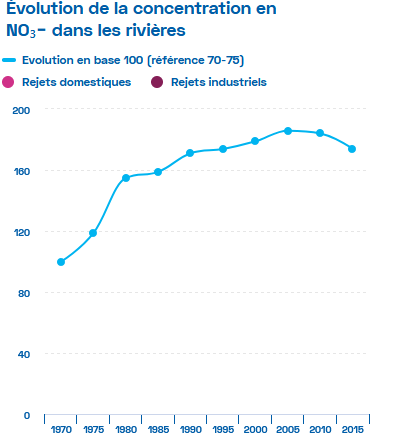 Évolution de la concentration en
NO₃- dans les rivières
Evolution en base 100 (référence 70-75)
Rejets domestiques
Rejets industriels
200
160
120
80
40
0
1970 1975 1980 1985 1990 1995 2000 2005 2010 2015